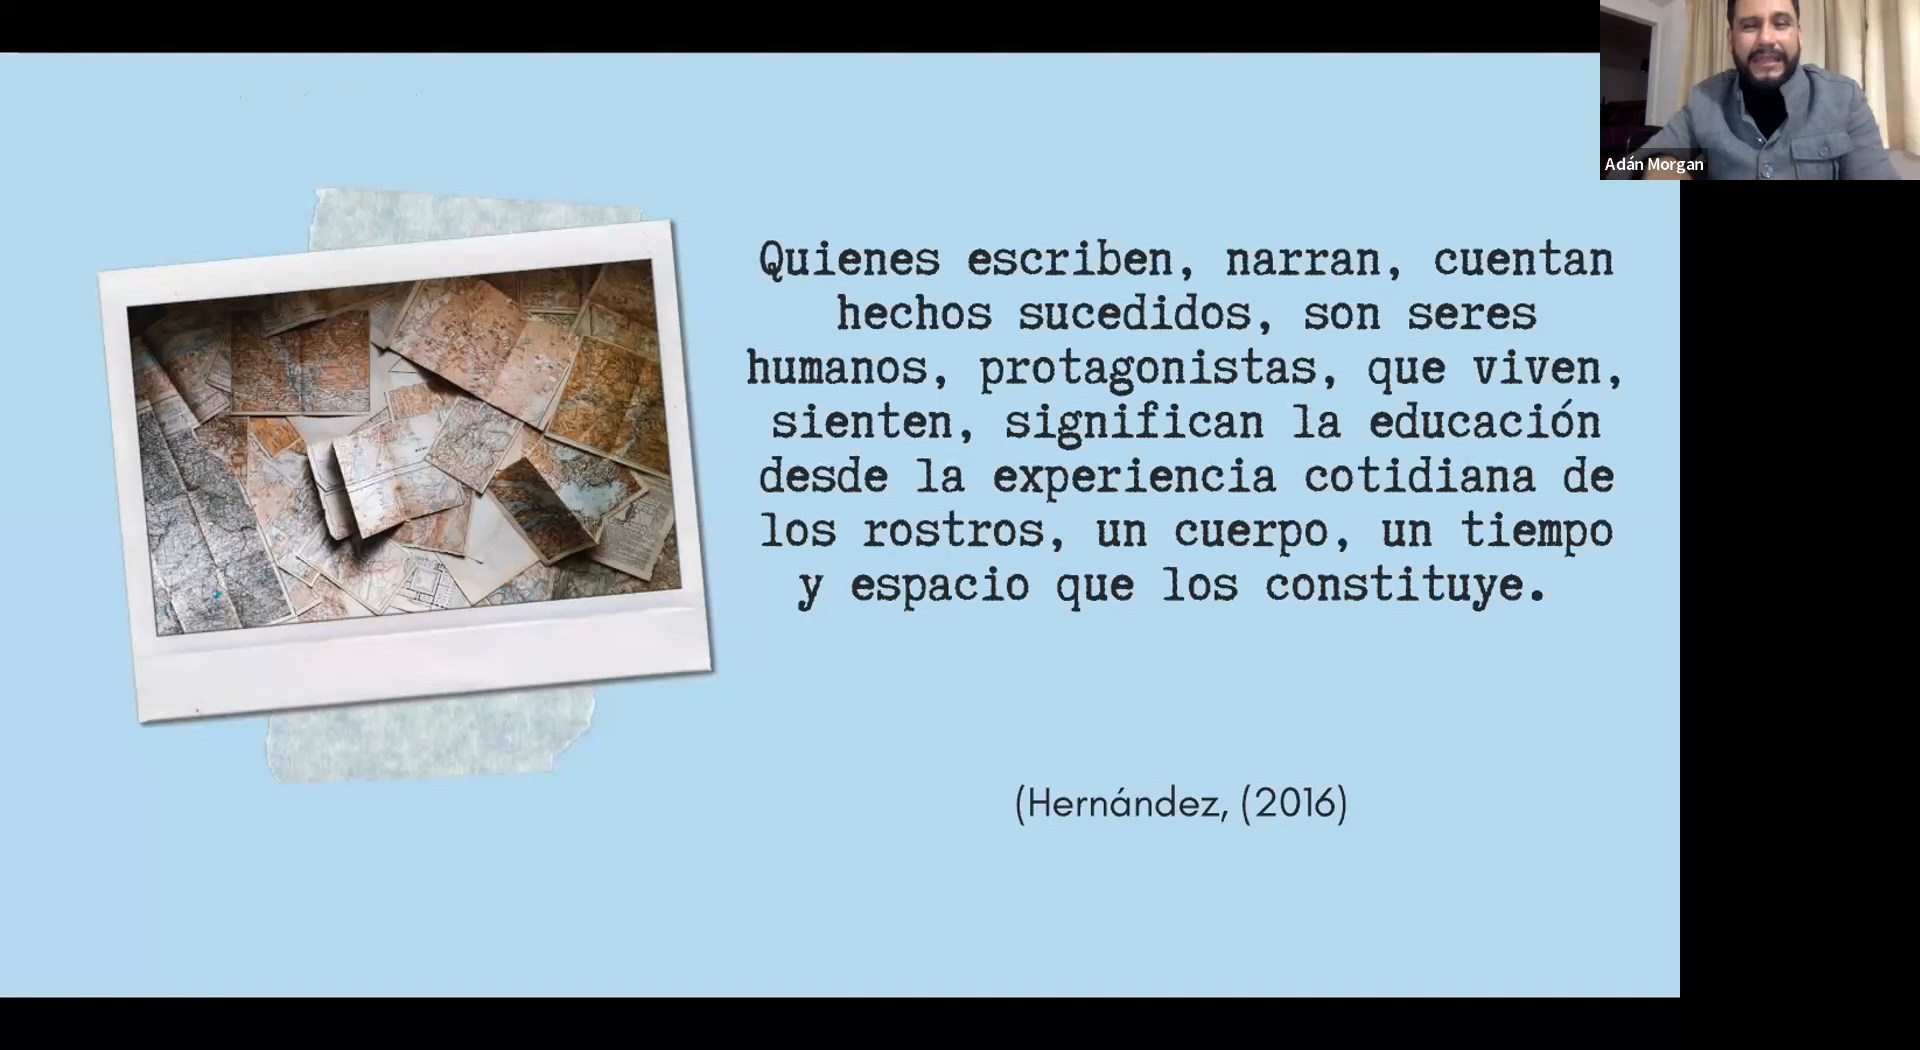 Adán Morgan
Quienes escriben, narran, cuentan
hechos sucedidos, son seres
humanos, protagonistas, que viven,
sienten, significan la educación
desde la experiencia cotidiana de
los rostros, un cuerpo, un tiempo
y espacio que los constituye.
(Hernández, (2016)